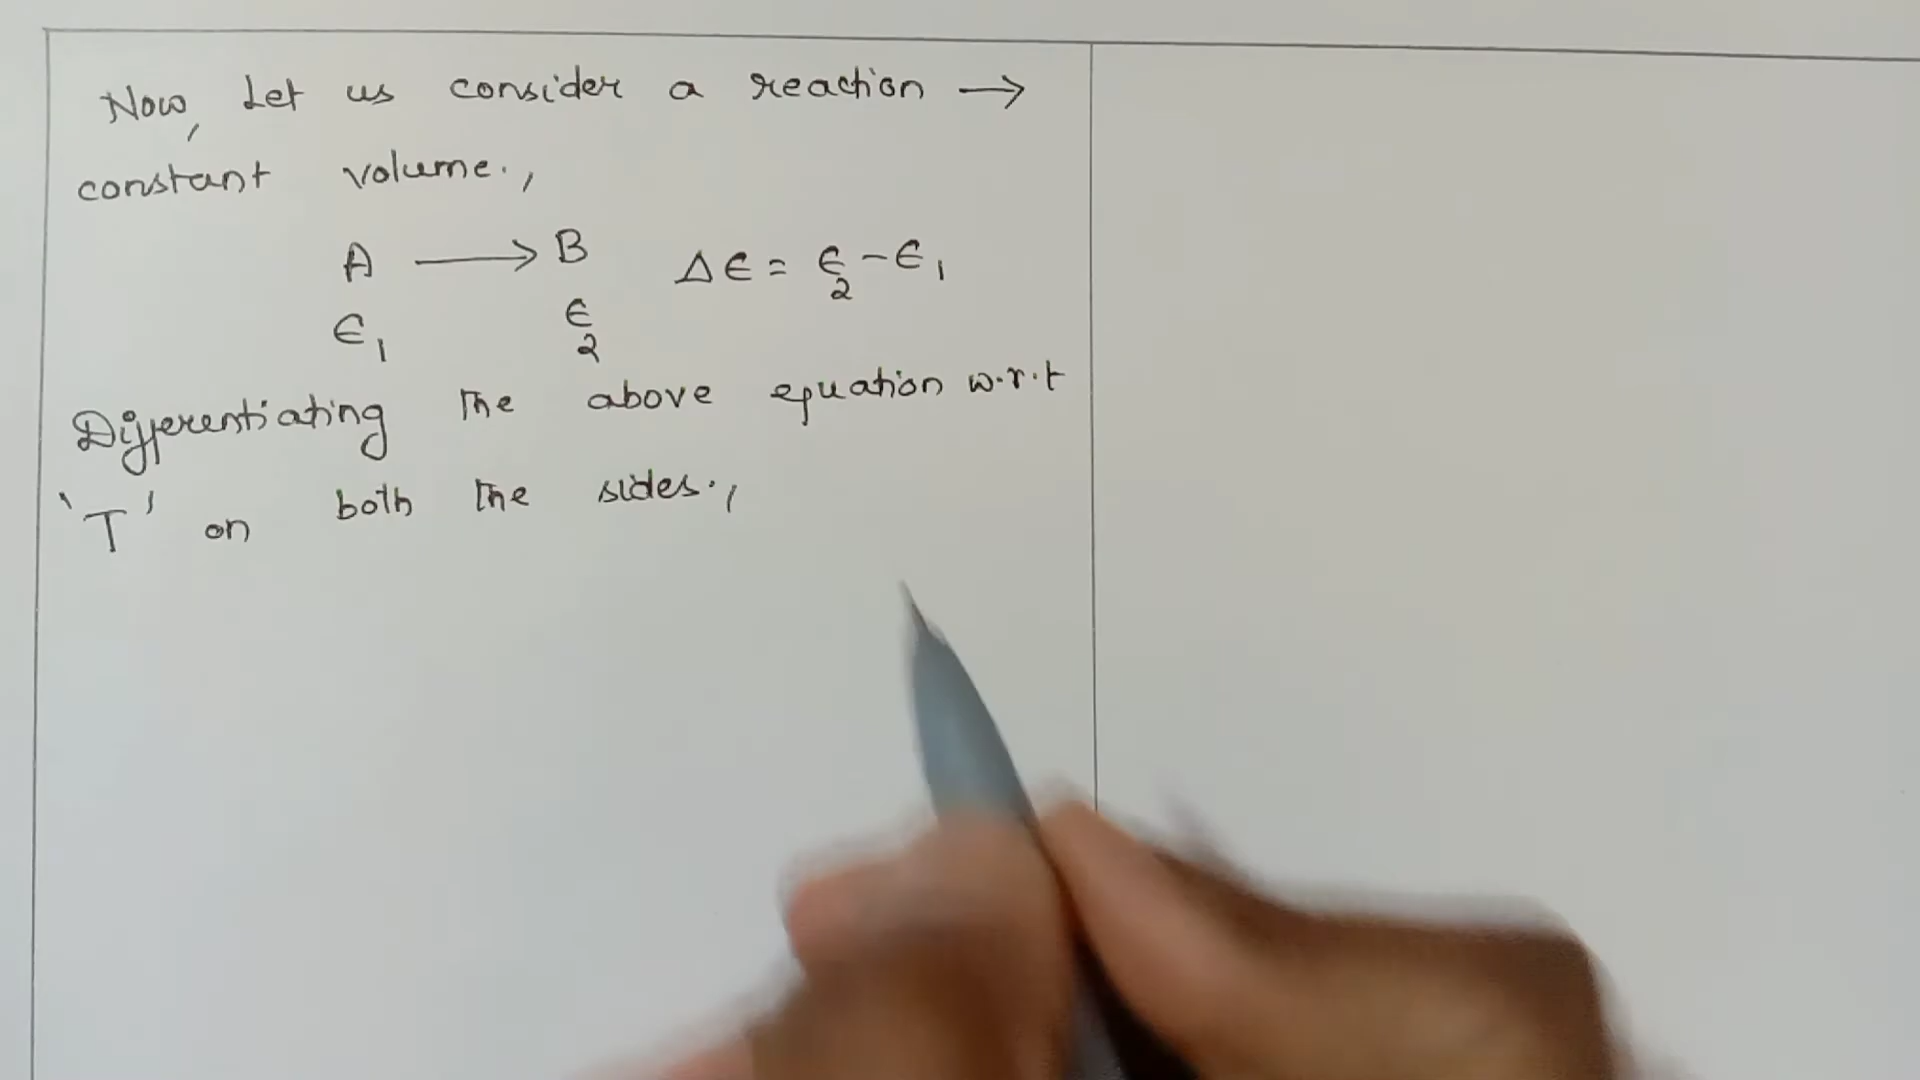 Now, Let us consider a reaction →
constant volume.,
A ⟶ B ΔE = E2 - E1
E1 E2
Differentiating the above equation w.r.t
'T' on both the sides.,